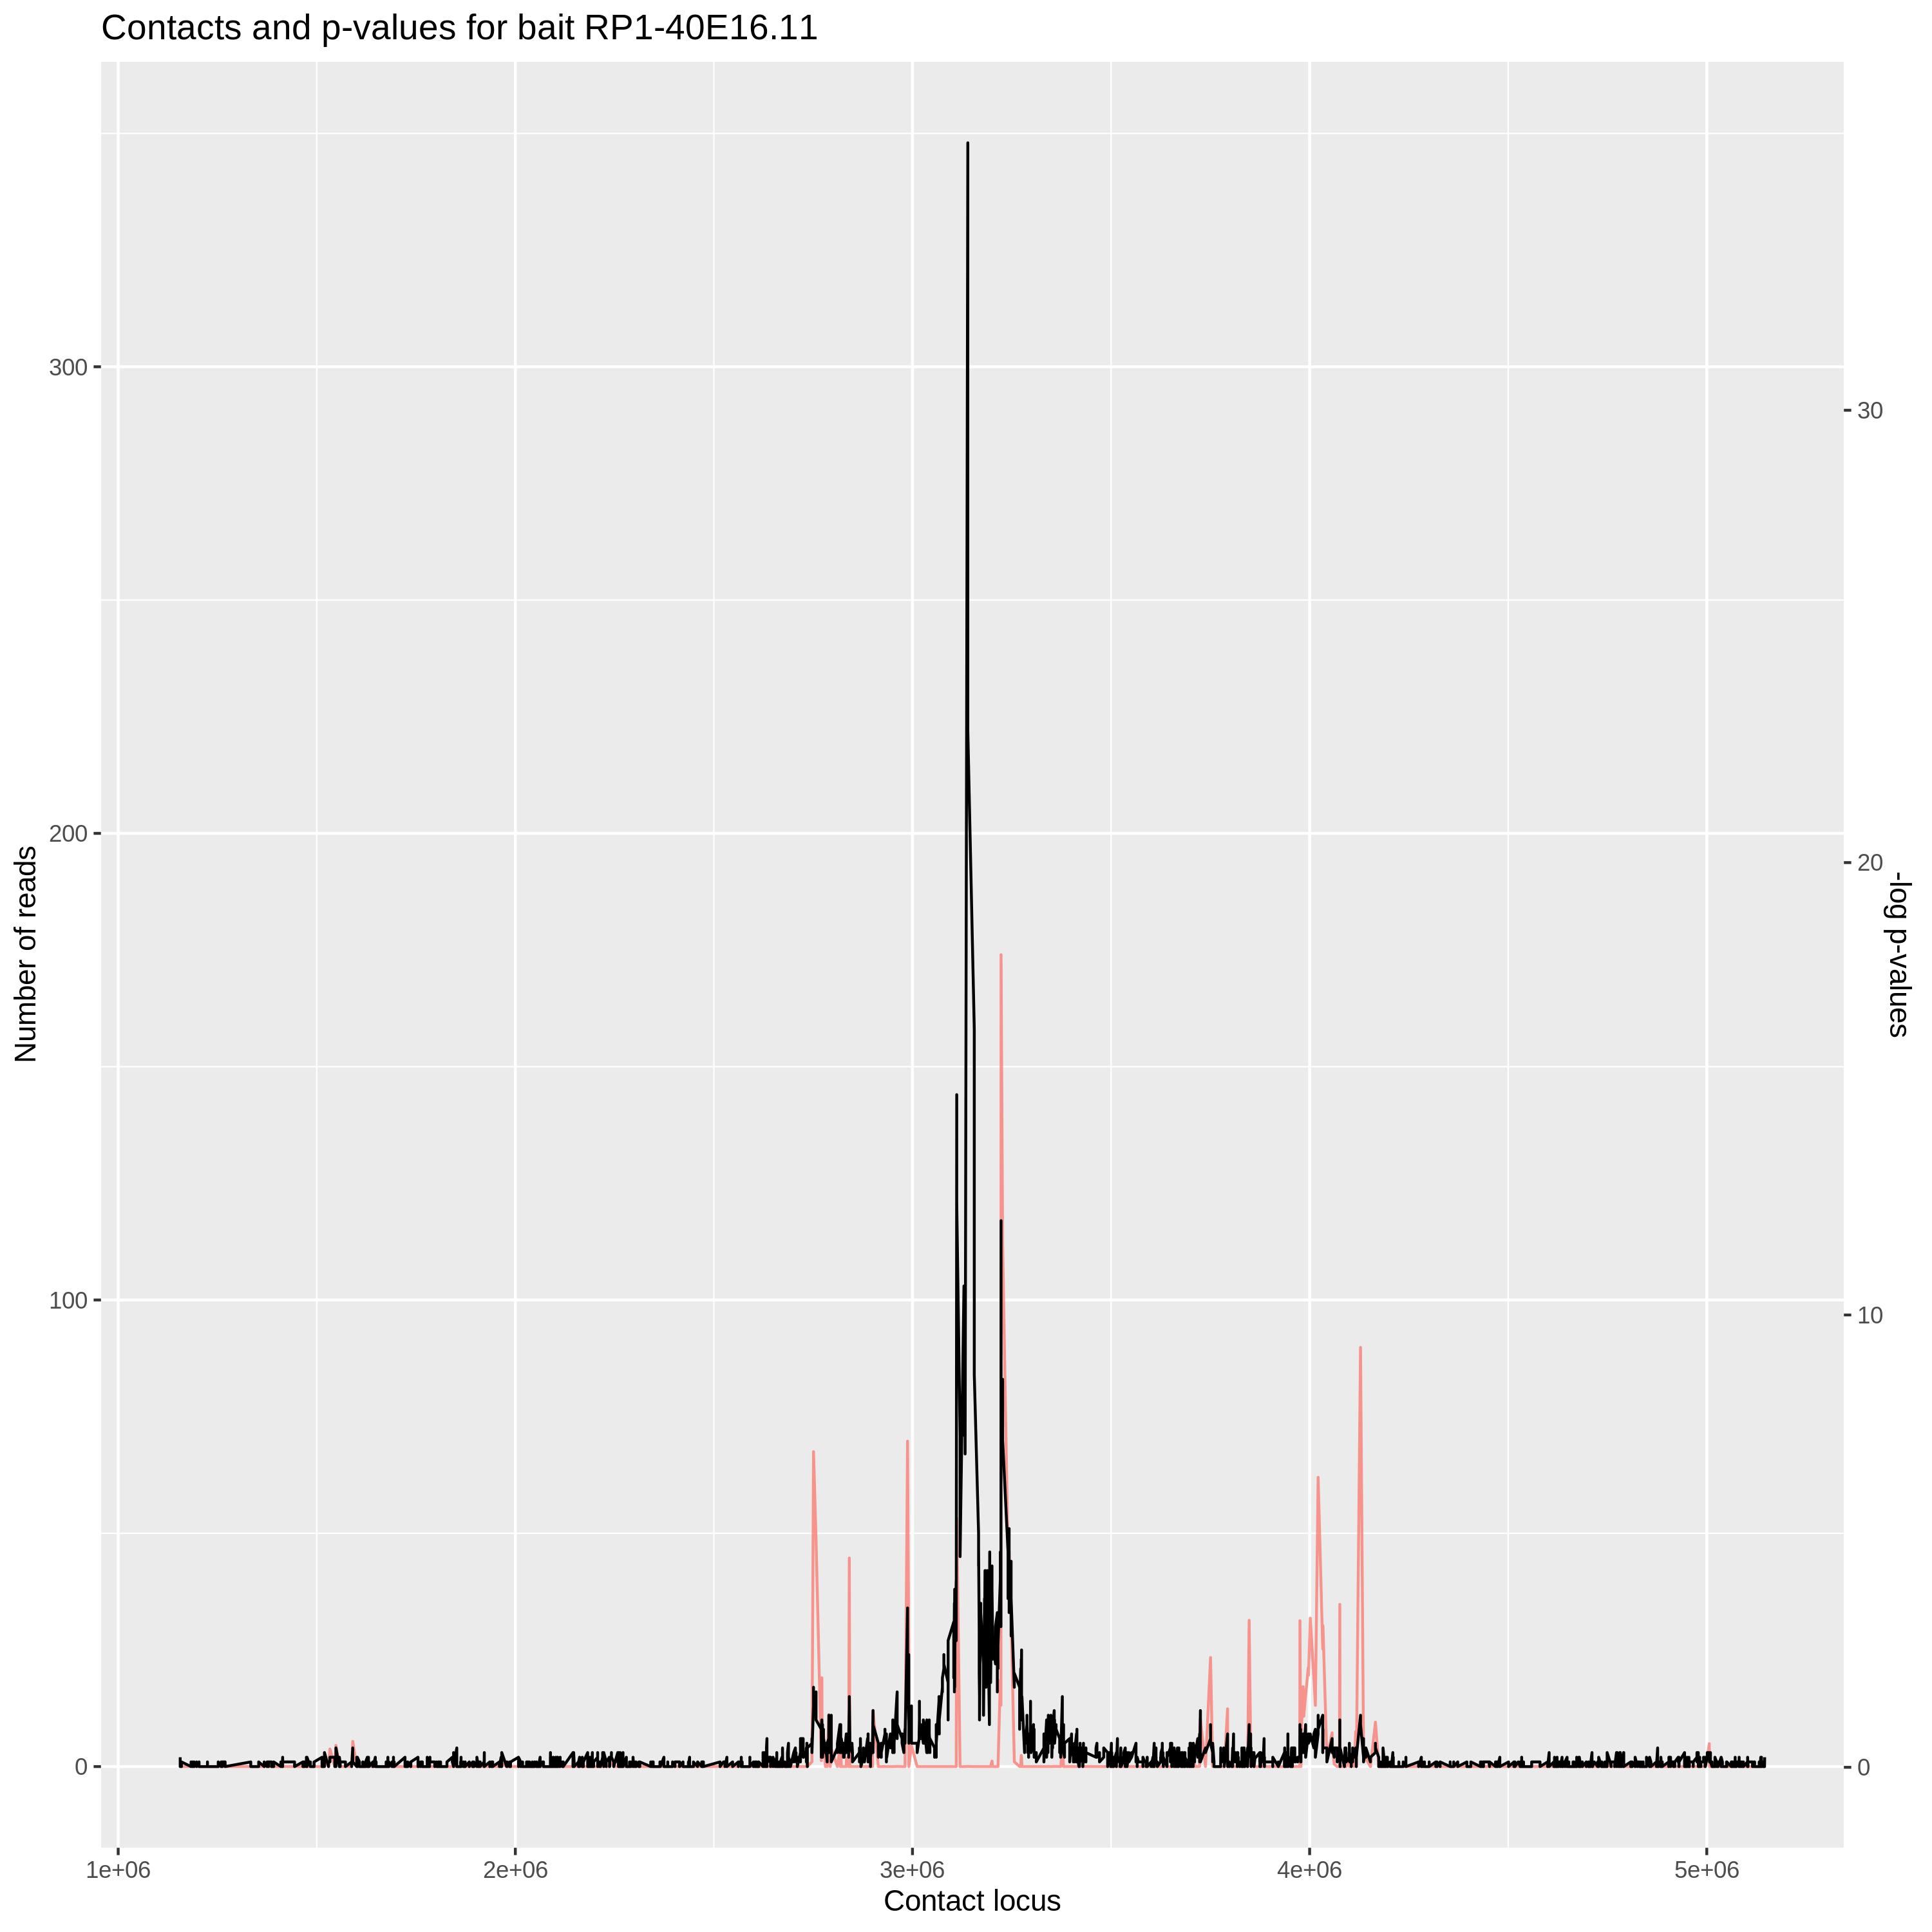 Contacts and p-values for bait RP1-40E16.11
Number of reads
300
200
100
0
30
20
10
0
-log p-values
1e+06
2e+06
3e+06
4e+06
5e+06
Contact locus